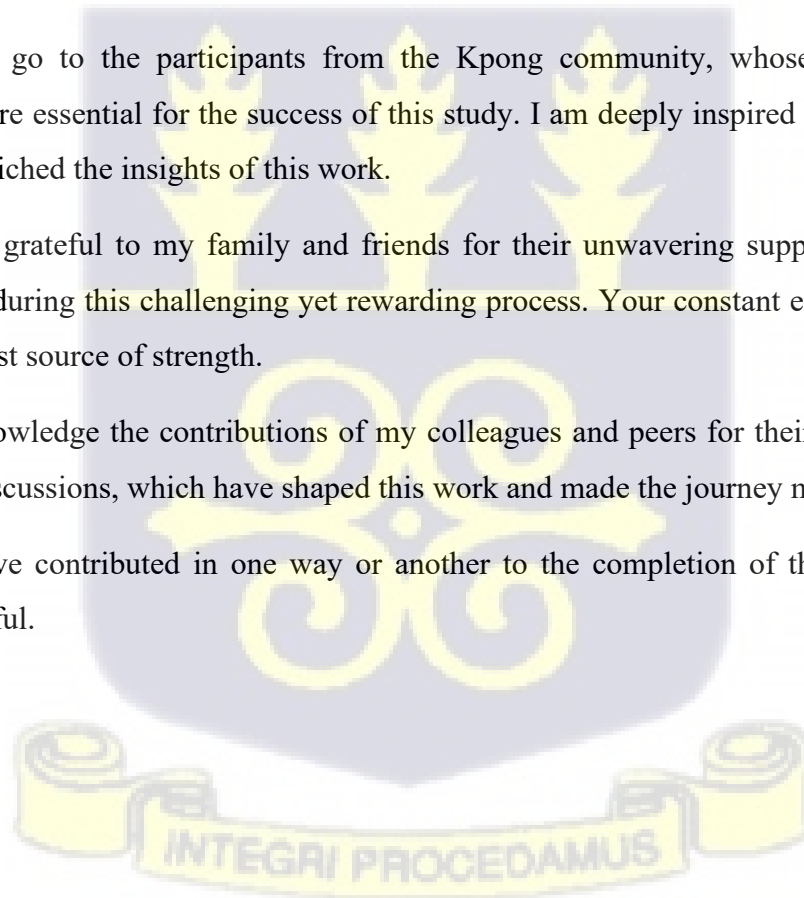 go to the participants from the Kpong community, whose
re essential for the success of this study. I am deeply inspired
iched the insights of this work.
grateful to my family and friends for their unwavering supp
during this challenging yet rewarding process. Your constant e
st source of strength.
owledge the contributions of my colleagues and peers for their
scussions, which have shaped this work and made the journey n
ve contributed in one way or another to the completion of th
ful.
INTEGRI PROCEDAMUS